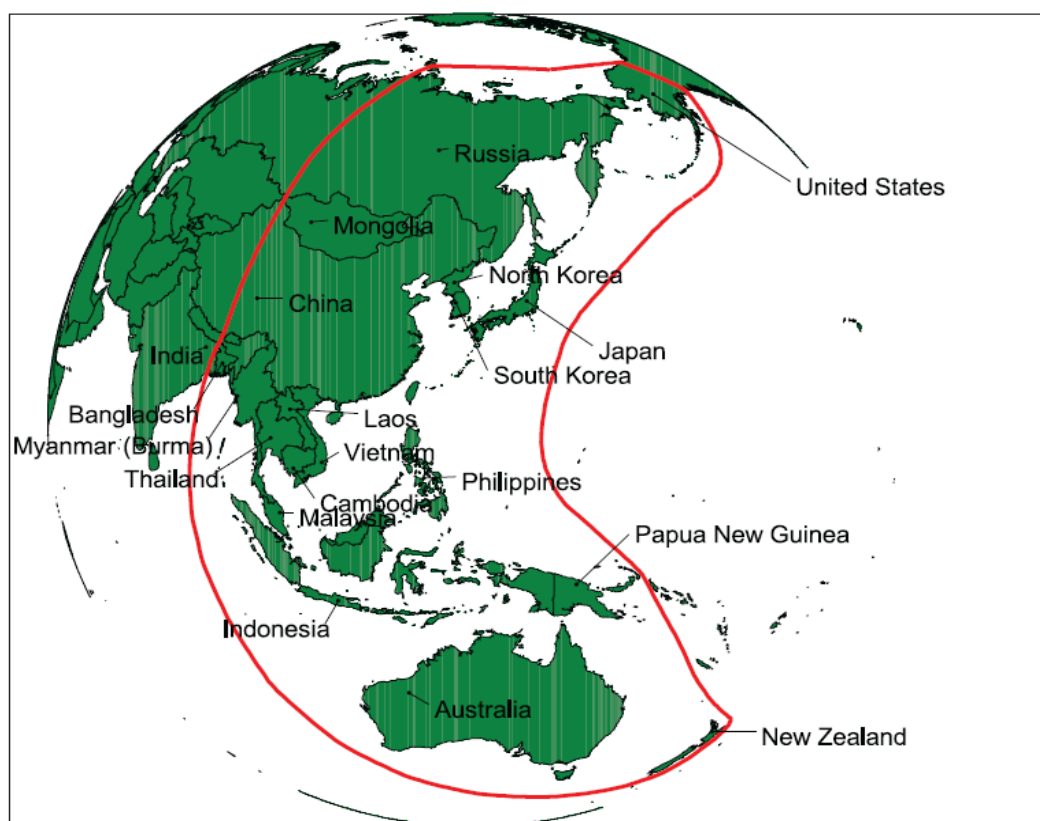 Russia
United States
Mongolia
North Korea
China
Japan
India
South Korea
Bangladesh
Laos
Myanmar (Burma)
Vietnam
Thailand
Philippines
Cambodia
Malaysia
Papua New Guinea
Indonesia
Australia
New Zealand